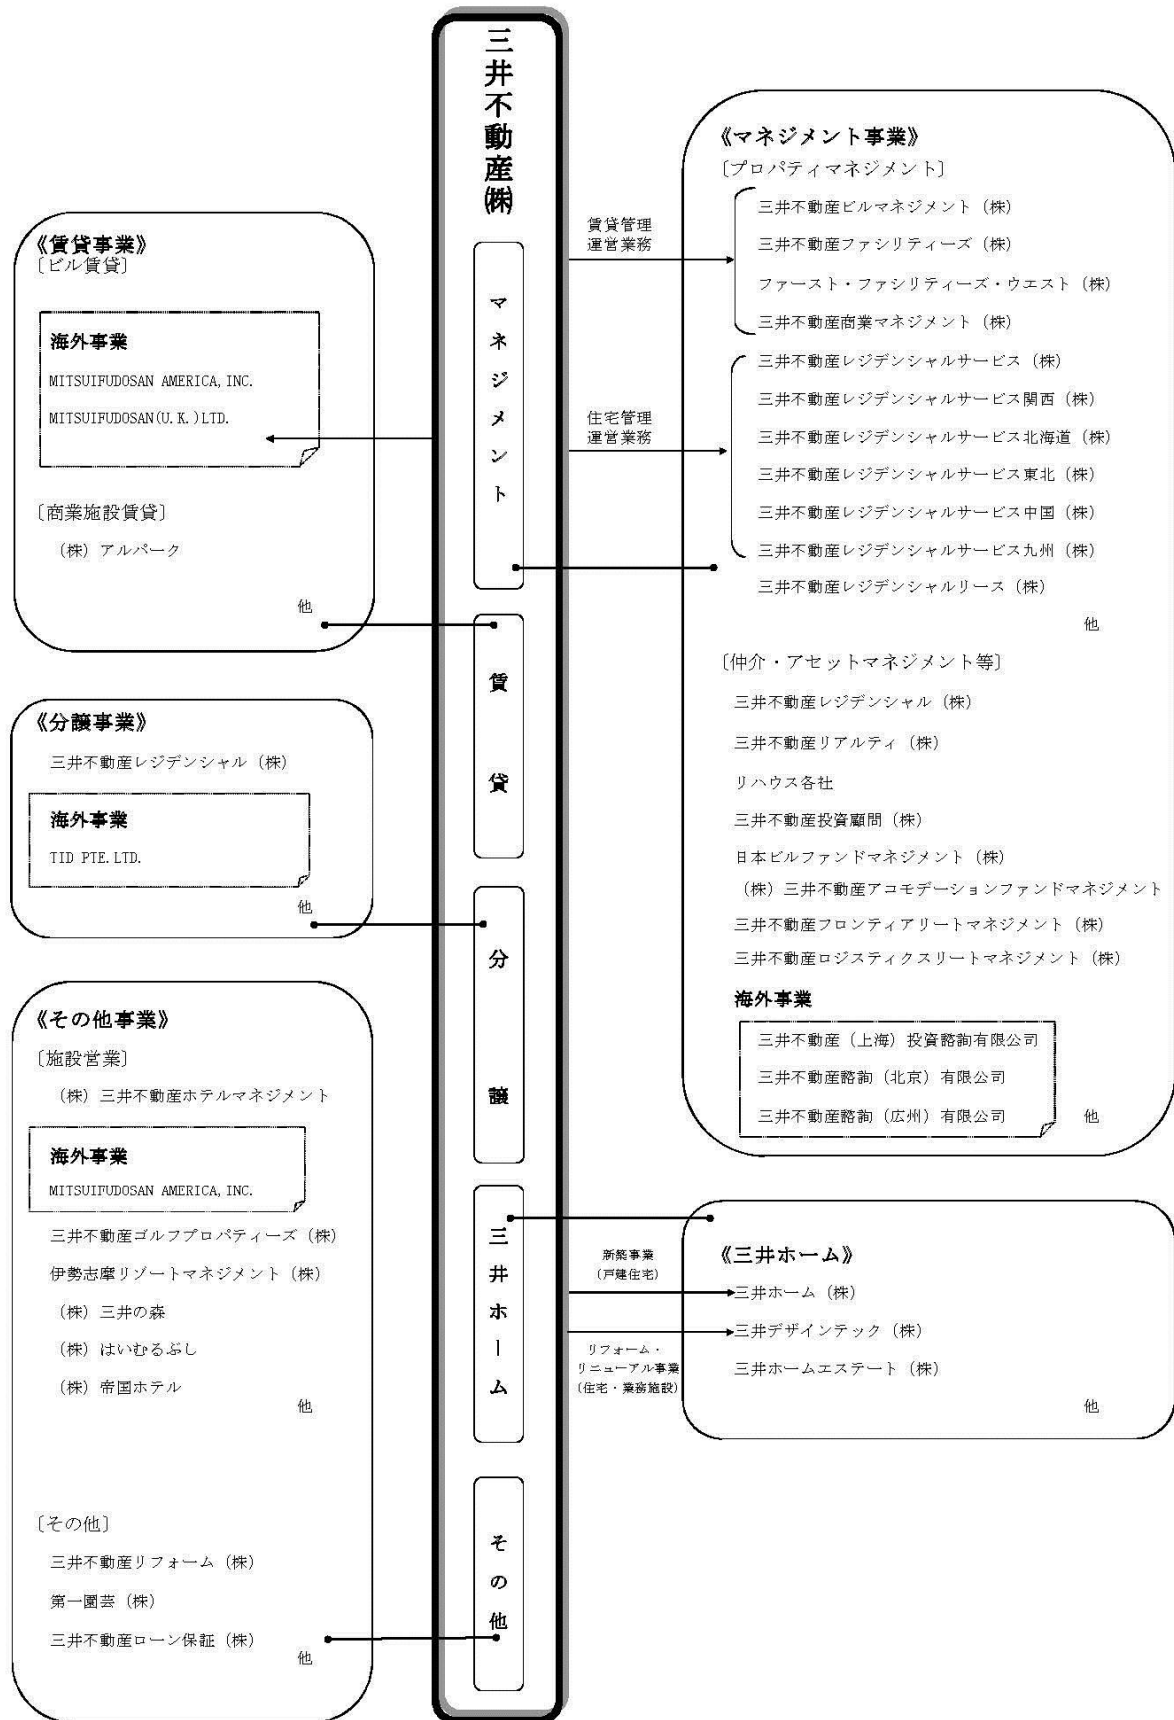 三井不動産㈱
マネジメント
賃貸
分譲
三井ホーム
その他
《賃貸事業》
〔ビル賃貸〕
海外事業
MITSUIFUDOSAN AMERICA, INC.
MITSUIFUDOSAN(U.K.)LTD.
〔商業施設賃貸〕
(株) アルパーク
他
《分譲事業》
三井不動産レジデンシャル (株)
海外事業
TID PTE.LTD.
他
《その他事業》
〔施設営業〕
(株) 三井不動産ホテルマネジメント
海外事業
MITSUIFUDOSAN AMERICA, INC.
三井不動産ゴルフプロパティーズ (株)
伊勢志摩リゾートマネジメント (株)
(株) 三井の森
(株) はいむるぶし
(株) 帝国ホテル
他
〔その他〕
三井不動産リフォーム (株)
第一園芸 (株)
三井不動産ローン保証 (株)
他
賃貸管理
運営業務
住宅管理
運営業務
新築事業
(戸建住宅)
リフォーム・
リニューアル事業
(住宅・業務施設)
《マネジメント事業》
〔プロパティマネジメント〕
三井不動産ビルマネジメント (株)
三井不動産ファシリティーズ (株)
ファースト・ファシリティーズ・ウエスト (株)
三井不動産商業マネジメント (株)
三井不動産レジデンシャルサービス (株)
三井不動産レジデンシャルサービス関西 (株)
三井不動産レジデンシャルサービス北海道 (株)
三井不動産レジデンシャルサービス東北 (株)
三井不動産レジデンシャルサービス中国 (株)
三井不動産レジデンシャルサービス九州 (株)
三井不動産レジデンシャルリース (株)
他
〔仲介・アセットマネジメント等〕
三井不動産レジデンシャル (株)
三井不動産リアルティ (株)
リハウス各社
三井不動産投資顧問 (株)
日本ビルファンドマネジメント (株)
(株) 三井不動産アコモデーションファンドマネジメント
三井不動産フロンティアリートマネジメント (株)
三井不動産ロジスティクスリートマネジメント (株)
海外事業
三井不動産 (上海) 投資諮詢有限公司
三井不動産諮詢 (北京) 有限公司
三井不動産諮詢 (広州) 有限公司
他
《三井ホーム》
三井ホーム (株)
三井デザインテック (株)
三井ホームエステート (株)
他